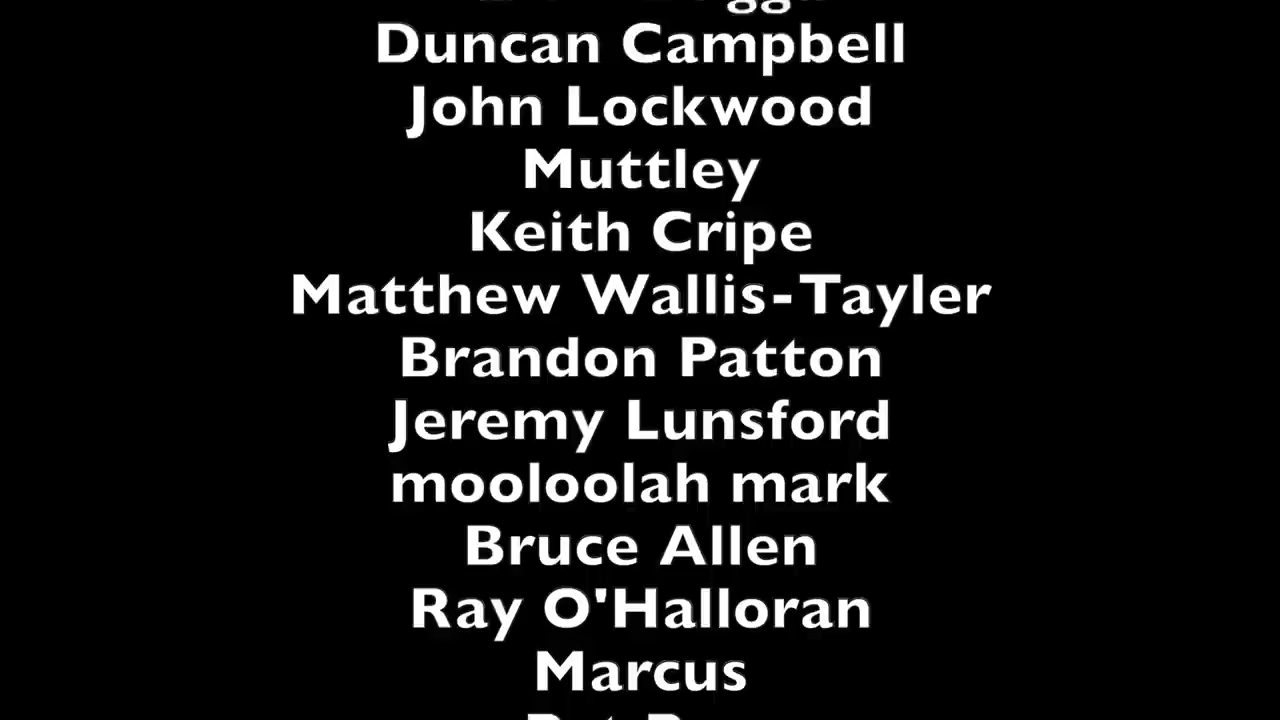 Duncan Campbell
John Lockwood
Muttley
Keith Cripe
Matthew Wallis-Tayler
Brandon Patton
Jeremy Lunsford
mooloolah mark
Bruce Allen
Ray O'Halloran
Marcus